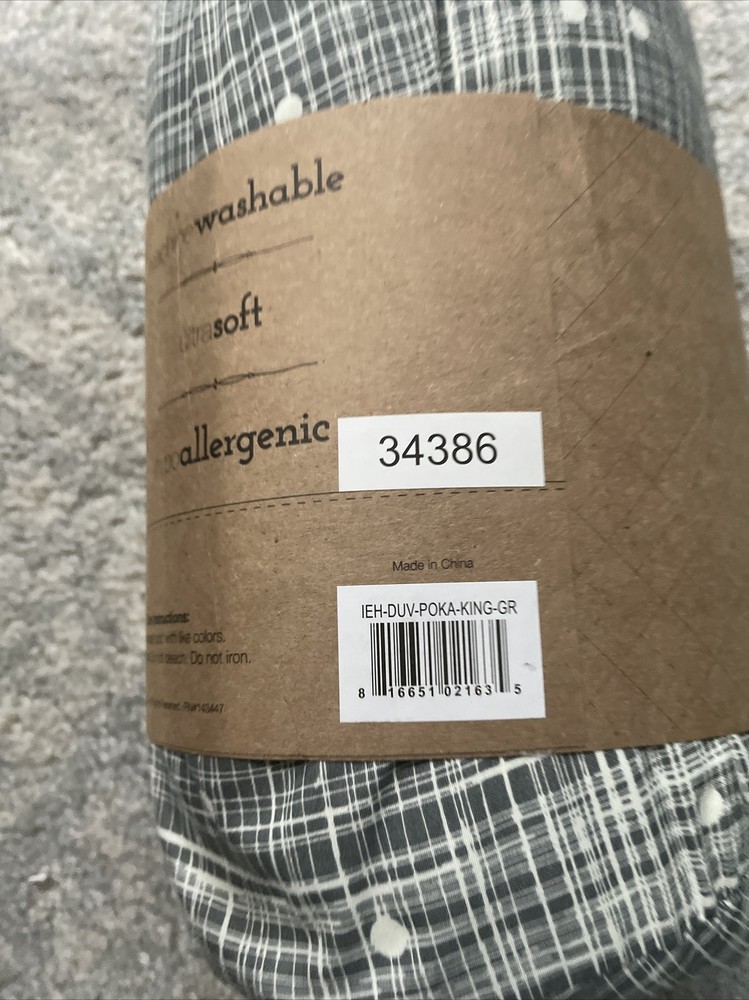 washable
soft
allergenic
34386
Made in China
IEH-DUV-POKA-KING-GR
8 16651 02163 5
with like colors.
Do not iron.